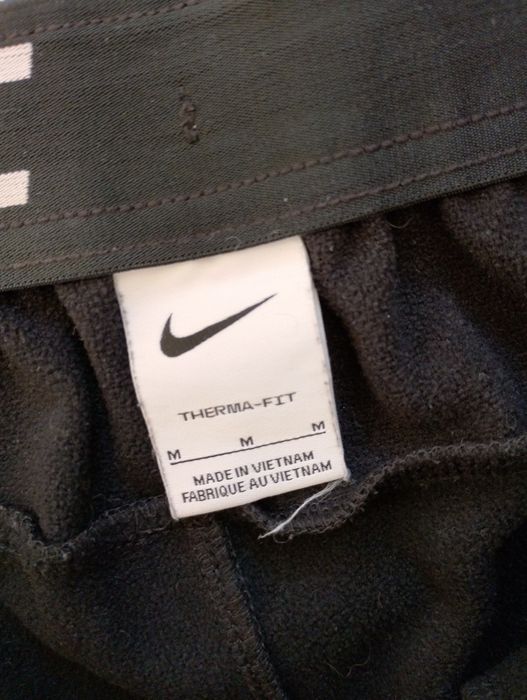 THERMA-FIT
M M M
MADE IN VIETNAM
FABRIQUE AU VIETNAM